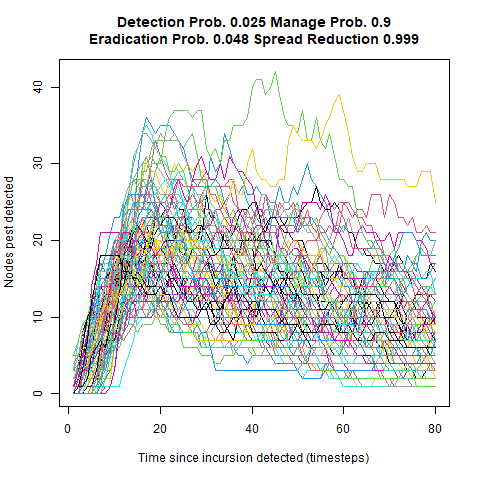 Detection Prob. 0.025 Manage Prob. 0.9
Eradication Prob. 0.048 Spread Reduction 0.999
Nodes pest detected
40
30
20
10
0
0 20 40 60 80
Time since incursion detected (timesteps)